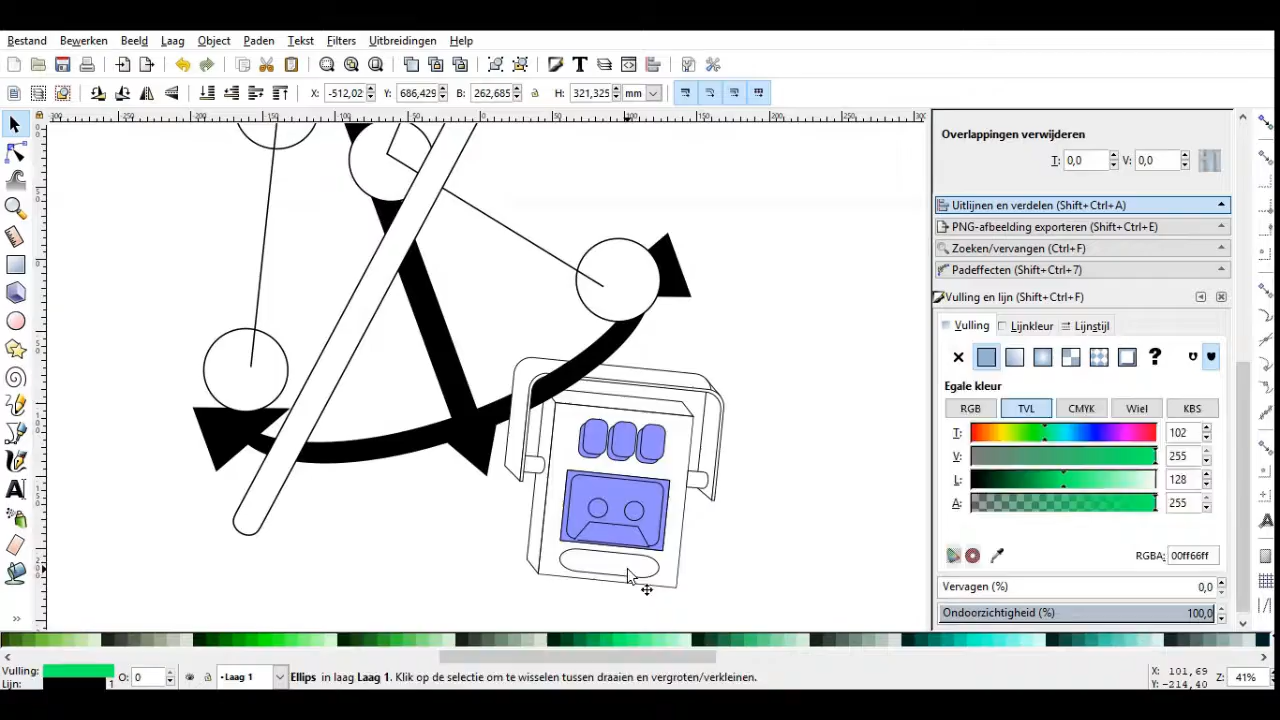 Bestand Bewerken Beeld Laag Object Paden Tekst Filters Uitbreidingen Help
X: -512,02 Y: 686,429 B: 262,685 H: 321,325 mm
Overlappingen verwijderen
T: 0,0 V: 0,0
Uitlijnen en verdelen (Shift+Ctrl+A)
PNG-afbeelding exporteren (Shift+Ctrl+E)
Zoeken/vervangen (Ctrl+F)
Padeffecten (Shift+Ctrl+7)
Vulling en lijn (Shift+Ctrl+F)
Vulling Lijnkleur Lijnstijl
Egale kleur
RGB TVL CMYK Wiel KBS
T: 102
V: 255
L: 128
A: 255
RGBA: 00ff66ff
Vervagen (%) 0,0
Ondoorzichtigheid (%) 100,0
Vulling: O: 0 Laag 1 Ellips in laag Laag 1. Klik op de selectie om te wisselen tussen draaien en vergroten/verkleinen. X: 101,69 Z: 41%
Lijn: 1 Y: -214,40